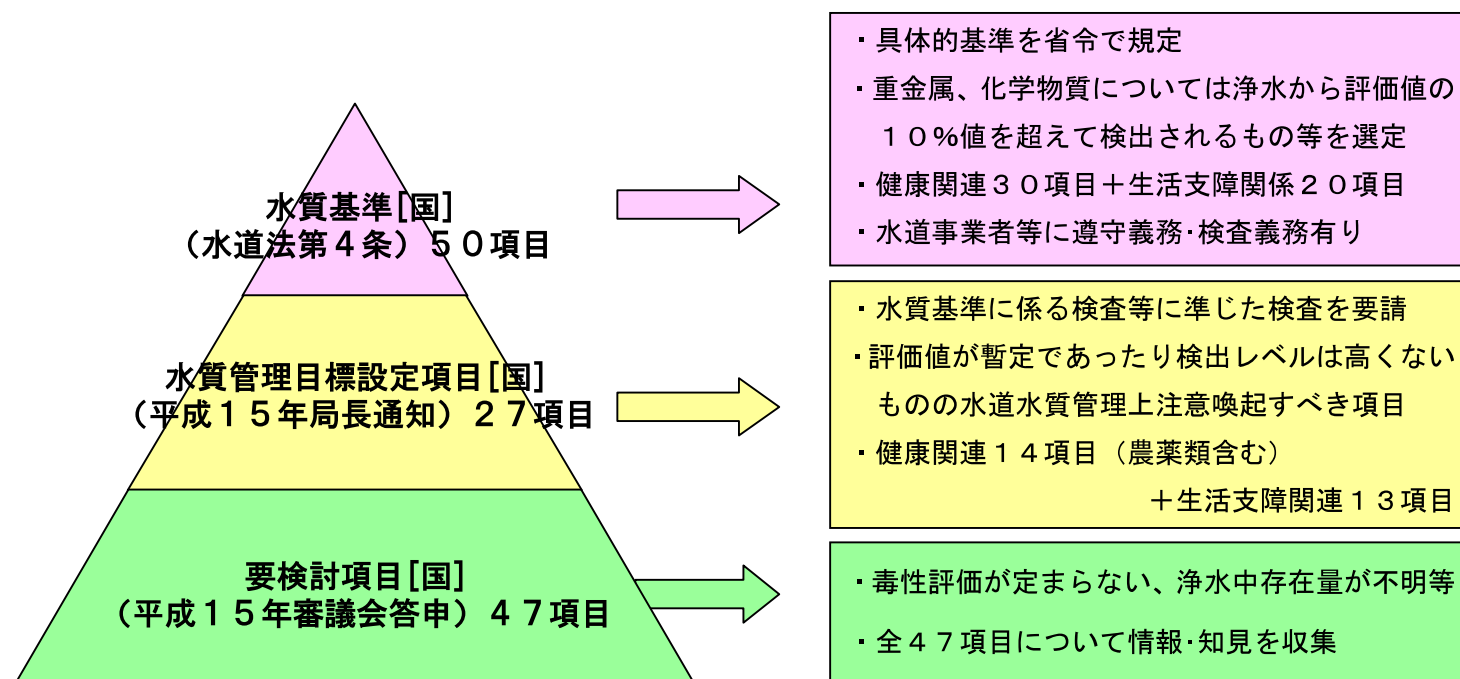 水質基準[国]
（水道法第４条）５０項目
・具体的基準を省令で規定
・重金属、化学物質については浄水から評価値の
１０%値を超えて検出されるもの等を選定
・健康関連３０項目＋生活支障関係２０項目
・水道事業者等に遵守義務･検査義務有り
水質管理目標設定項目[国]
（平成１５年局長通知）２７項目
・水質基準に係る検査等に準じた検査を要請
・評価値が暫定であったり検出レベルは高くない
ものの水道水質管理上注意喚起すべき項目
・健康関連１４項目（農薬類含む）
＋生活支障関連１３項目
要検討項目[国]
（平成１５年審議会答申）４７項目
・毒性評価が定まらない、浄水中存在量が不明等
・全４７項目について情報･知見を収集